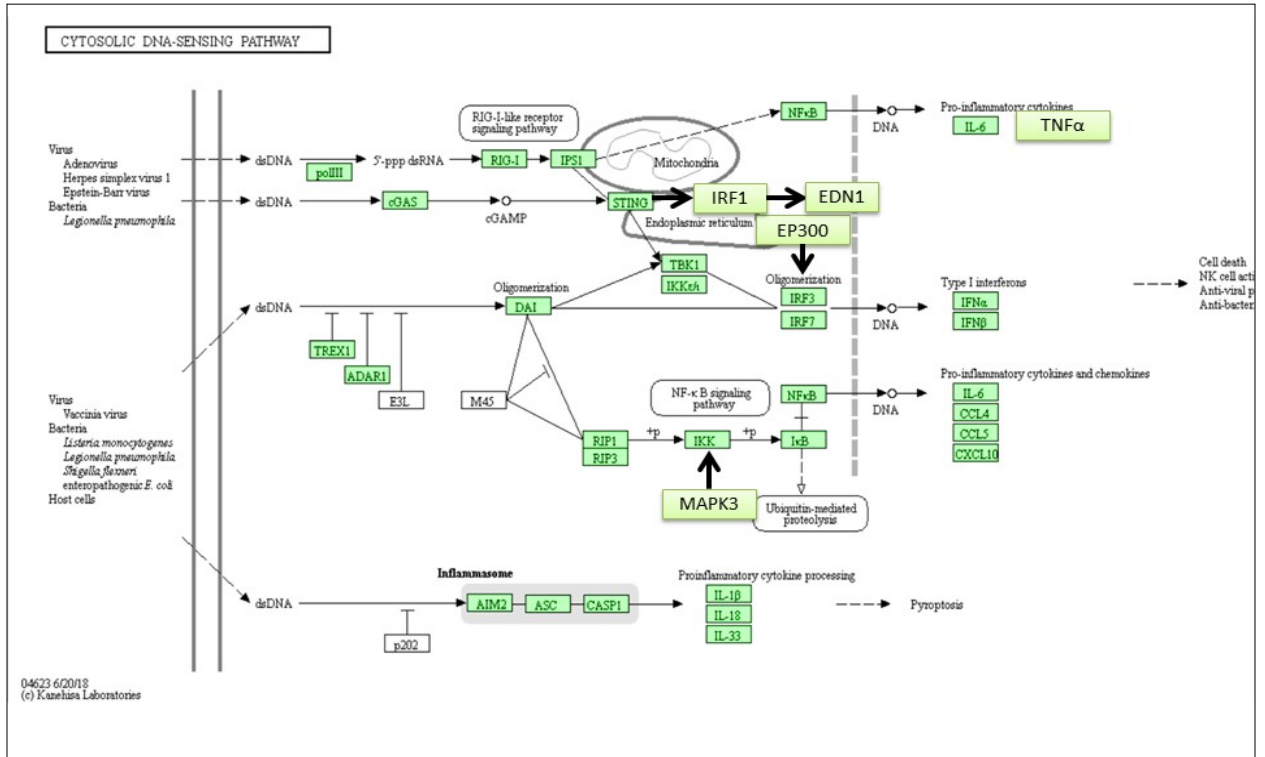 CYTOSOLIC DNA-SENSING PATHWAY
RIG-I-like receptor
signaling pathway
NFκB
DNA
Pro-inflammatory cytokines
IL-6
TNFα
Virus
Adenovirus
Herpes simplex virus 1
Epstein-Barr virus
Bacteria
Legionella pneumophila
dsDNA
polIII
5'-ppp dsRNA
RIG-I
IPS1
Mitochondria
dsDNA
cGAS
cGAMP
STING
IRF1
EDN1
Endoplasmic reticulum
EP300
TBK1
IKKε/ι
Oligomerization
IRF3
IRF7
DNA
Type I interferons
IFNα
IFNβ
Cell death
NK cell acti
Anti-viral p
Anti-bacter
dsDNA
Oligomerization
DAI
TREX1
ADAR1
E3L
M45
Virus
Vaccinia virus
Bacteria
Listeria monocytogenes
Legionella pneumophila
Shigella flexneri
enteropathogenic E. coli
Host cells
NF-κB signaling
pathway
NFκB
DNA
Pro-inflammatory cytokines and chemokines
IL-6
CCL4
CCL5
CXCL10
RIP1
RIP3
+p
IKK
+p
IκB
MAPK3
Ubiquitin-mediated
proteolysis
Inflammasome
dsDNA
AIM2
ASC
CASP1
p202
Proinflammatory cytokine processing
IL-1β
IL-18
IL-33
Pyroptosis
04623 6/20/18
(c) Kanehisa Laboratories